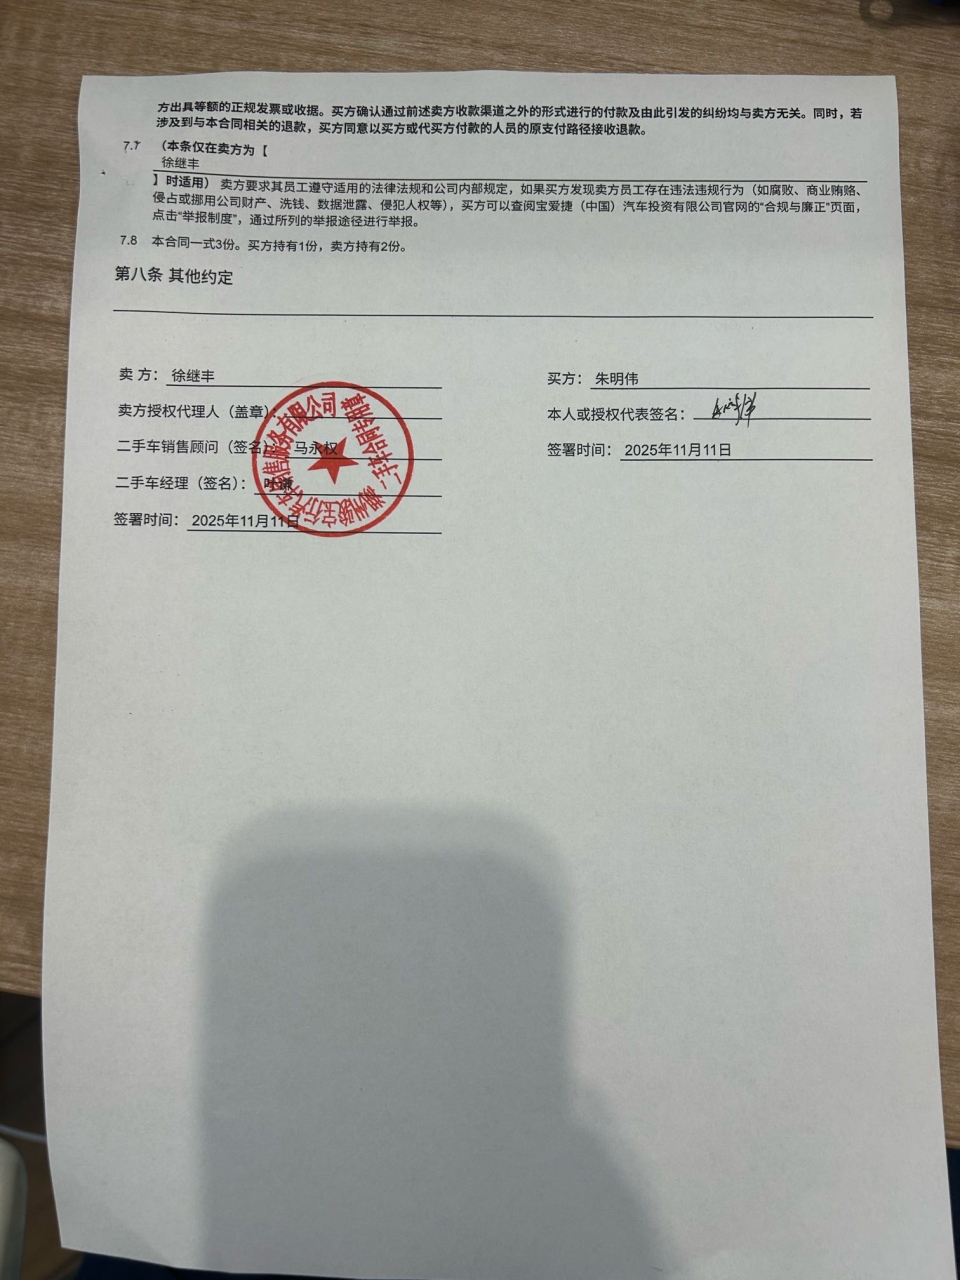 方出具等额的正规发票或收据。买方确认通过前述卖方收款渠道之外的形式进行的付款及由此引发的纠纷均与卖方无关。同时，若
涉及到与本合同相关的退款，买方同意以买方或代买方付款的人员的原支付路径接收退款。
7.7 （本条仅在卖方为【
徐继丰
】时适用） 卖方要求其员工遵守适用的法律法规和公司内部规定，如果买方发现卖方员工存在违法违规行为（如腐败、商业贿赂、
侵占或挪用公司财产、洗钱、数据泄露、侵犯人权等），买方可以查阅宝爱捷（中国）汽车投资有限公司官网的“合规与廉正”页面，
点击“举报制度”，通过所列的举报途径进行举报。
7.8 本合同一式3份。买方持有1份，卖方持有2份。
第八条 其他约定
卖 方： 徐继丰
买方： 朱明伟
卖方授权代理人（盖章）：
本人或授权代表签名：
二手车销售顾问（签名）： 马永权
签署时间： 2025年11月11日
二手车经理（签名）： 叶谦
签署时间： 2025年11月11日